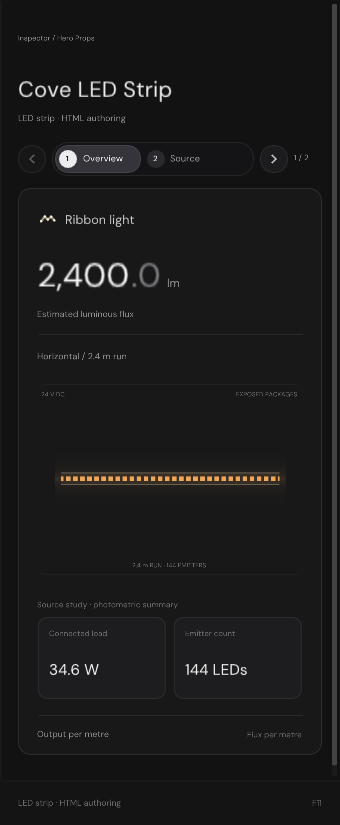 Inspector / Hero Props
Cove LED Strip
LED strip · HTML authoring
1 Overview 2 Source 1 / 2
Ribbon light
2,400.0 lm
Estimated luminous flux
Horizontal / 2.4 m run
24 V DC EXPOSED PACKAGES
2.4 m RUN · 144 EMITTERS
Source study · photometric summary
Connected load Emitter count
34.6 W 144 LEDs
Output per metre Flux per metre
LED strip · HTML authoring F11